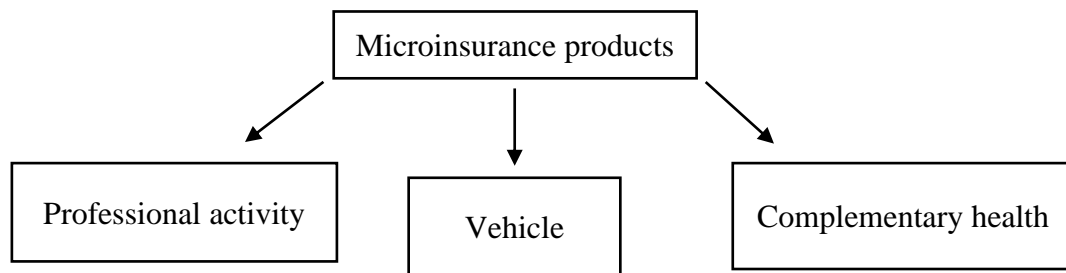 Microinsurance products
Professional activity
Vehicle
Complementary health